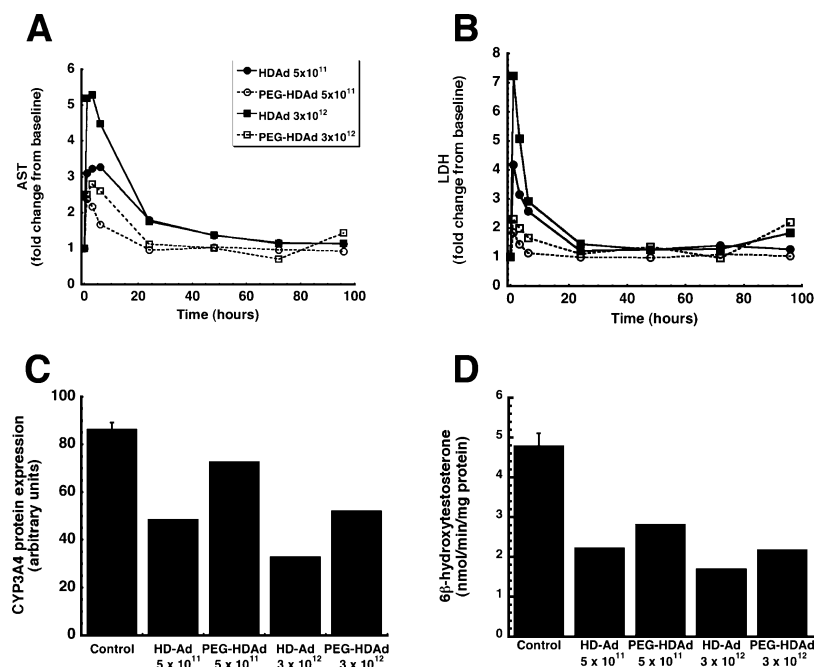 A
AST
(fold change from baseline)
6
5
4
3
2
1
0
0 20 40 60 80 100
Time (hours)
HDAd 5x10¹¹
PEG-HDAd 5x10¹¹
HDAd 3x10¹²
PEG-HDAd 3x10¹²
B
LDH
(fold change from baseline)
8
7
6
5
4
3
2
1
0
0 20 40 60 80 100
Time (hours)
C
CYP3A4 protein expression
(arbitrary units)
100
80
60
40
20
0
Control HD-Ad PEG-HDAd HD-Ad PEG-HDAd
5 x 10¹¹ 5 x 10¹¹ 3 x 10¹² 3 x 10¹²
D
6β-hydroxytestosterone
(nmol/min/mg protein)
6
5
4
3
2
1
0
Control HD-Ad PEG-HDAd HD-Ad PEG-HDAd
5 x 10¹¹ 5 x 10¹¹ 3 x 10¹² 3 x 10¹²